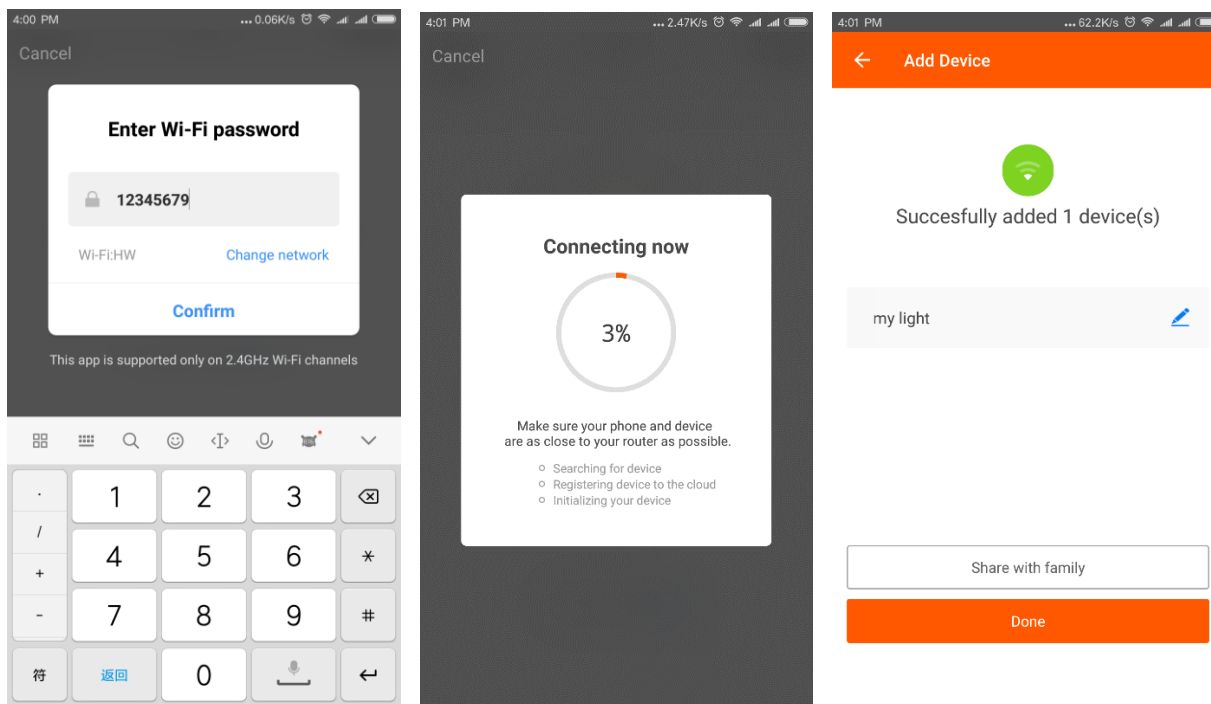 4:00 PM
... 0.06K/s
Cancel
Enter Wi-Fi password
12345679
Wi-Fi:HW
Change network
Confirm
This app is supported only on 2.4GHz Wi-Fi channels
.
1
2
3
/
4
5
6
*
+
-
7
8
9
#
符
返回
0
4:01 PM
... 2.47K/s
Cancel
Connecting now
3%
Make sure your phone and device
are as close to your router as possible.
Searching for device
Registering device to the cloud
Initializing your device
4:01 PM
... 62.2K/s
Add Device
Succesfully added 1 device(s)
my light
Share with family
Done